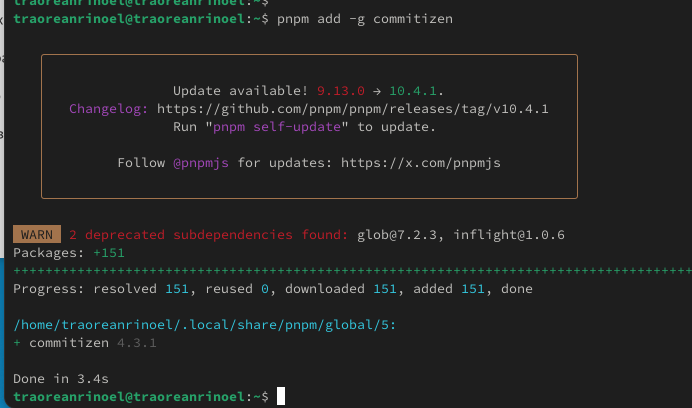 traoreanrinoel@traoreanrinoel:~$
traoreanrinoel@traoreanrinoel:~$ pnpm add -g commitizen
Update available! 9.13.0 → 10.4.1.
Changelog: https://github.com/pnpm/pnpm/releases/tag/v10.4.1
Run "pnpm self-update" to update.
Follow @pnpmjs for updates: https://x.com/pnpmjs
WARN 2 deprecated subdependencies found: glob@7.2.3, inflight@1.0.6
Packages: +151
++++++++++++++++++++++++++++++++++++++++++++++++++++++++++++++++++++++++++++++++++++
Progress: resolved 151, reused 0, downloaded 151, added 151, done
/home/traoreanrinoel/.local/share/pnpm/global/5:
+ commitizen 4.3.1
Done in 3.4s
traoreanrinoel@traoreanrinoel:~$